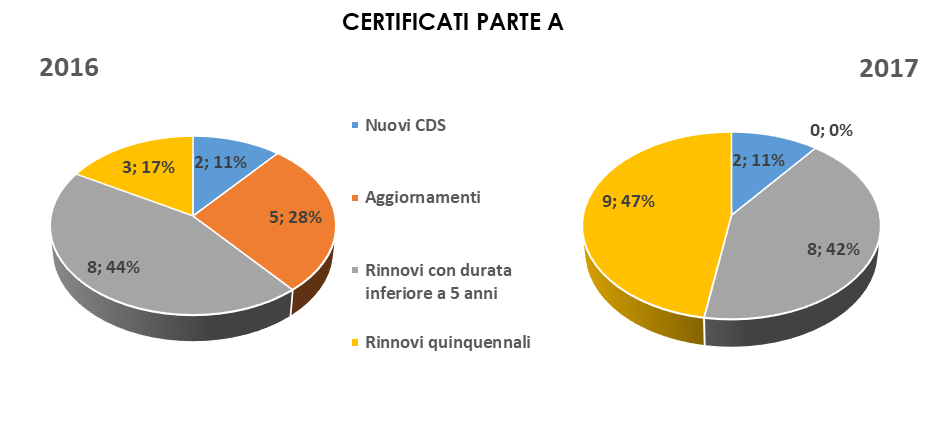 CERTIFICATI PARTE A
2016
3; 17%
2; 11%
5; 28%
8; 44%
Nuovi CDS
Aggiornamenti
Rinnovi con durata
inferiore a 5 anni
Rinnovi quinquennali
2017
0; 0%
2; 11%
9; 47%
8; 42%